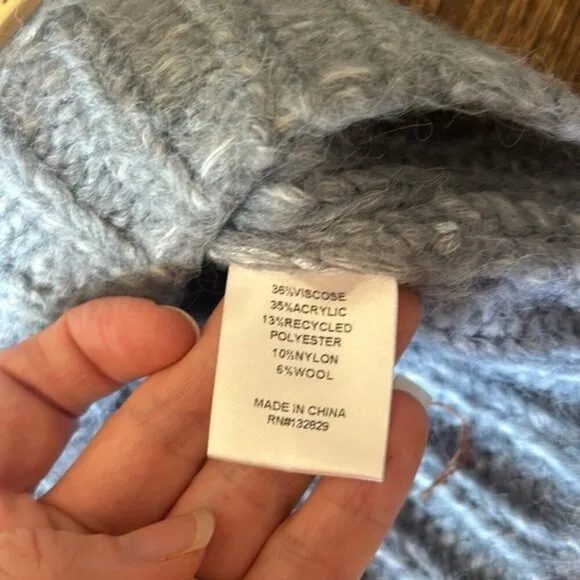 36%VISCOSE
35%ACRYLIC
13%RECYCLED
POLYESTER
10%NYLON
6%WOOL
MADE IN CHINA
RN#132829